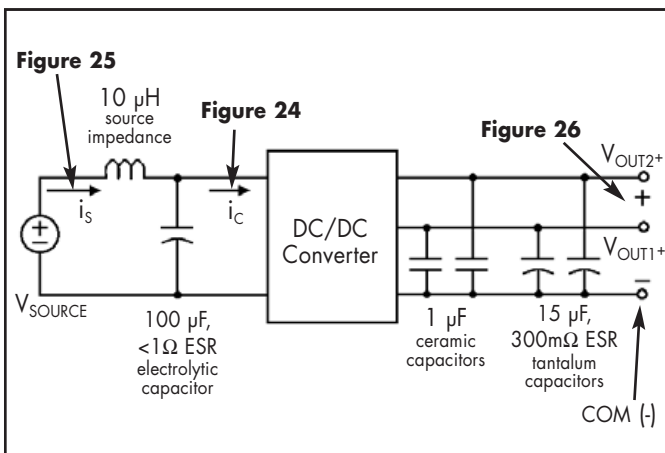 Figure 25
10 µH
source
impedance
Figure 24
Figure 26
VOUT2+
+
iS
iC
DC/DC
Converter
VOUT1+
VSOURCE
–
100 µF,
<1Ω ESR
electrolytic
capacitor
1 µF
ceramic
capacitors
15 µF,
300mΩ ESR
tantalum
capacitors
COM (-)